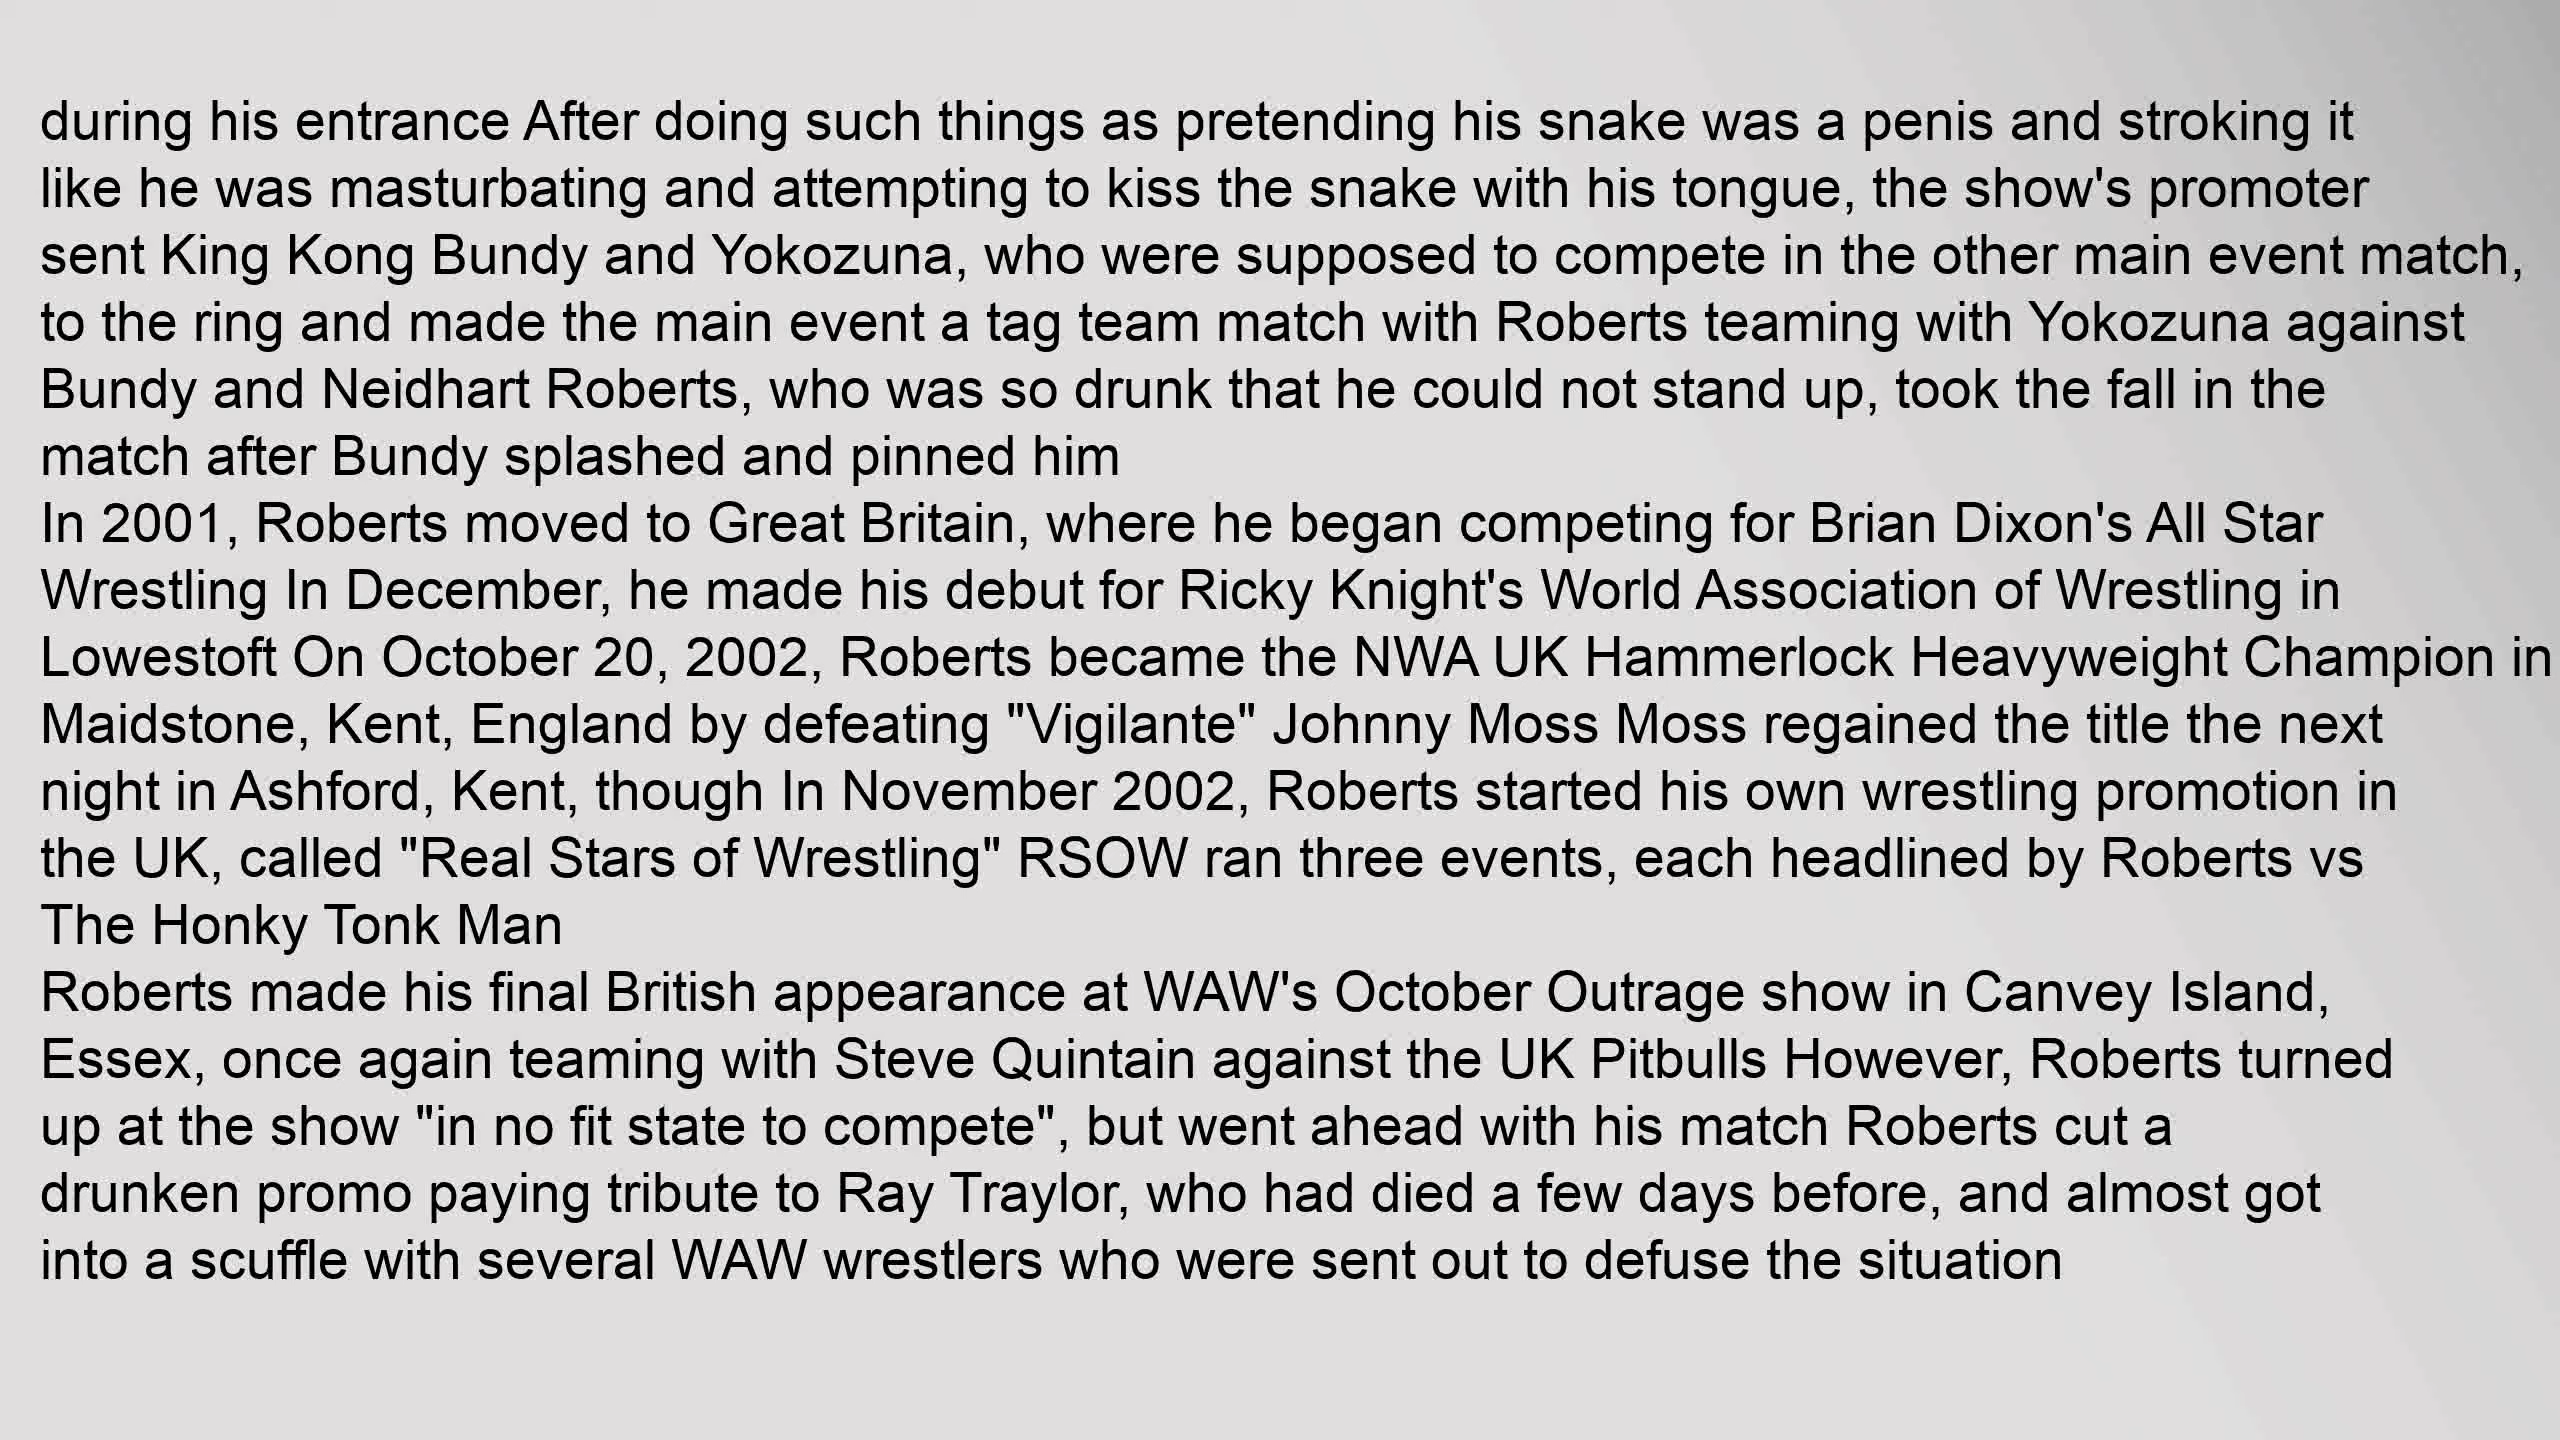 during his entrance After doing such things as pretending his snake was a penis and stroking it
like he was masturbating and attempting to kiss the snake with his tongue, the show's promoter
sent King Kong Bundy and Yokozuna, who were supposed to compete in the other main event match,
to the ring and made the main event a tag team match with Roberts teaming with Yokozuna against
Bundy and Neidhart Roberts, who was so drunk that he could not stand up, took the fall in the
match after Bundy splashed and pinned him
In 2001, Roberts moved to Great Britain, where he began competing for Brian Dixon's All Star
Wrestling In December, he made his debut for Ricky Knight's World Association of Wrestling in
Lowestoft On October 20, 2002, Roberts became the NWA UK Hammerlock Heavyweight Champion in
Maidstone, Kent, England by defeating "Vigilante" Johnny Moss Moss regained the title the next
night in Ashford, Kent, though In November 2002, Roberts started his own wrestling promotion in
the UK, called "Real Stars of Wrestling" RSOW ran three events, each headlined by Roberts vs
The Honky Tonk Man
Roberts made his final British appearance at WAW's October Outrage show in Canvey Island,
Essex, once again teaming with Steve Quintain against the UK Pitbulls However, Roberts turned
up at the show "in no fit state to compete", but went ahead with his match Roberts cut a
drunken promo paying tribute to Ray Traylor, who had died a few days before, and almost got
into a scuffle with several WAW wrestlers who were sent out to defuse the situation